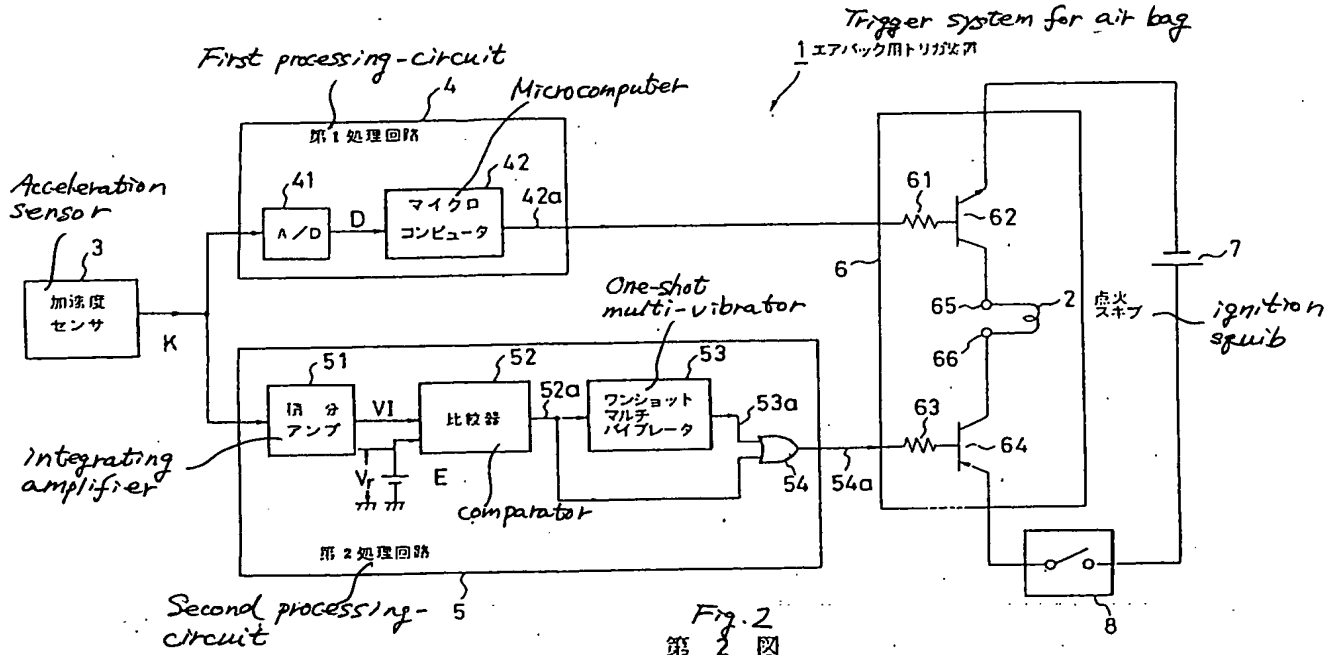 Trigger system for air bag
1 エアバック用トリガ装置
First processing-circuit
4
Microcomputer
第1処理回路
Acceleration
sensor
3
加速度
センサ
K
41
A/D
D
42
マイクロ
コンピュータ
42a
61
62
6
7
65
2
点火
スキブ
ignition
squib
66
One-shot
multi-vibrator
51
積分
アンプ
VI
52
比較器
52a
53
ワンショット
マルチ
バイブレータ
53a
63
64
integrating
amplifier
Vr
E
comparator
54
54a
第2処理回路
5
Second processing-
circuit
8
Fig.2
第2図